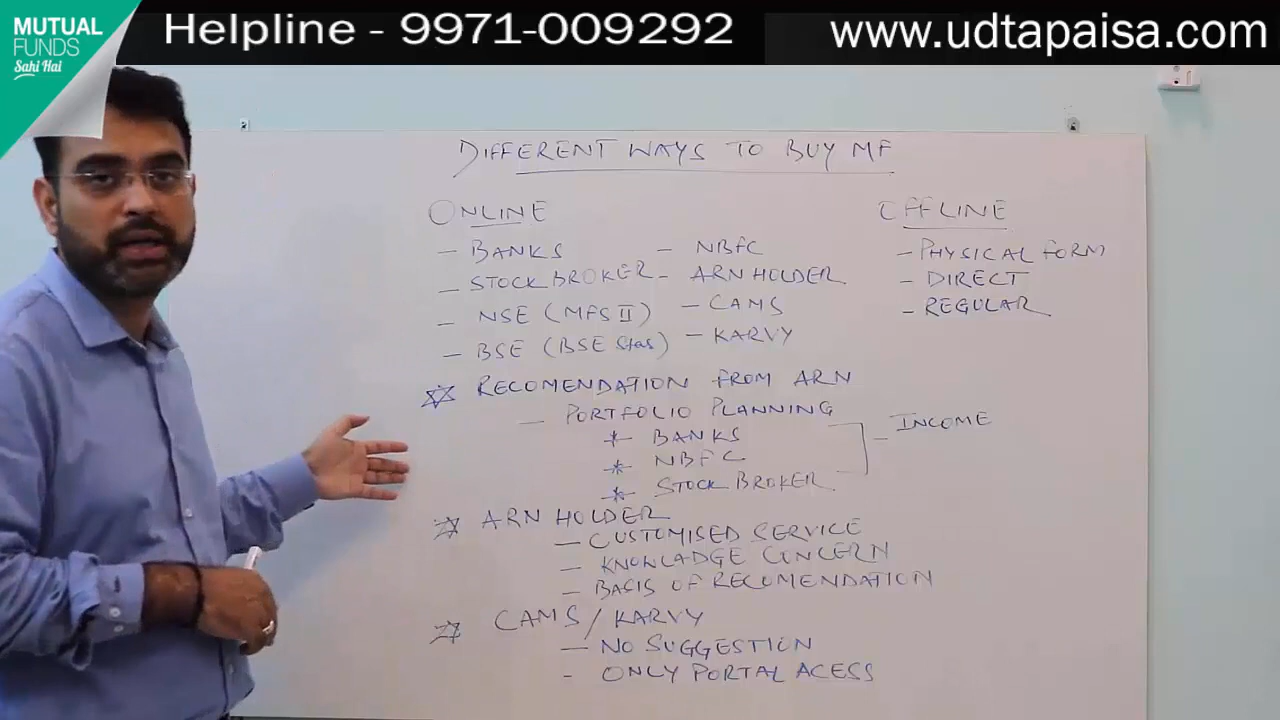 MUTUAL
FUNDS
Sahi Hai
Helpline - 9971-009292
www.udtapaisa.com
DIFFERENT WAYS TO BUY MF
ONLINE
- BANKS
- STOCK BROKER
- NSE (MFS II)
- BSE (BSE Stas)
- NBFC
- ARN HOLDER
- CAMS
- KARVY
OFFLINE
- PHYSICAL FORM
- DIRECT
- REGULAR
RECOMENDATION FROM ARN
- PORTFOLIO PLANNING
* BANKS
* NBFC
* STOCK BROKER
- INCOME
ARN HOLDER
- CUSTOMISED SERVICE
- KNOWLADGE CONCERN
- BASIS OF RECOMENDATION
CAMS / KARVY
- NO SUGGESTION
- ONLY PORTAL ACESS